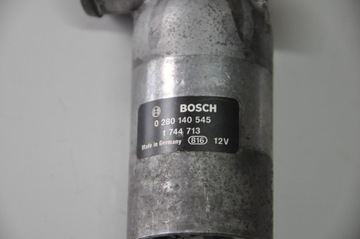 BOSCH
0 280 140 545
1 744 713
Made in Germany 816 12V